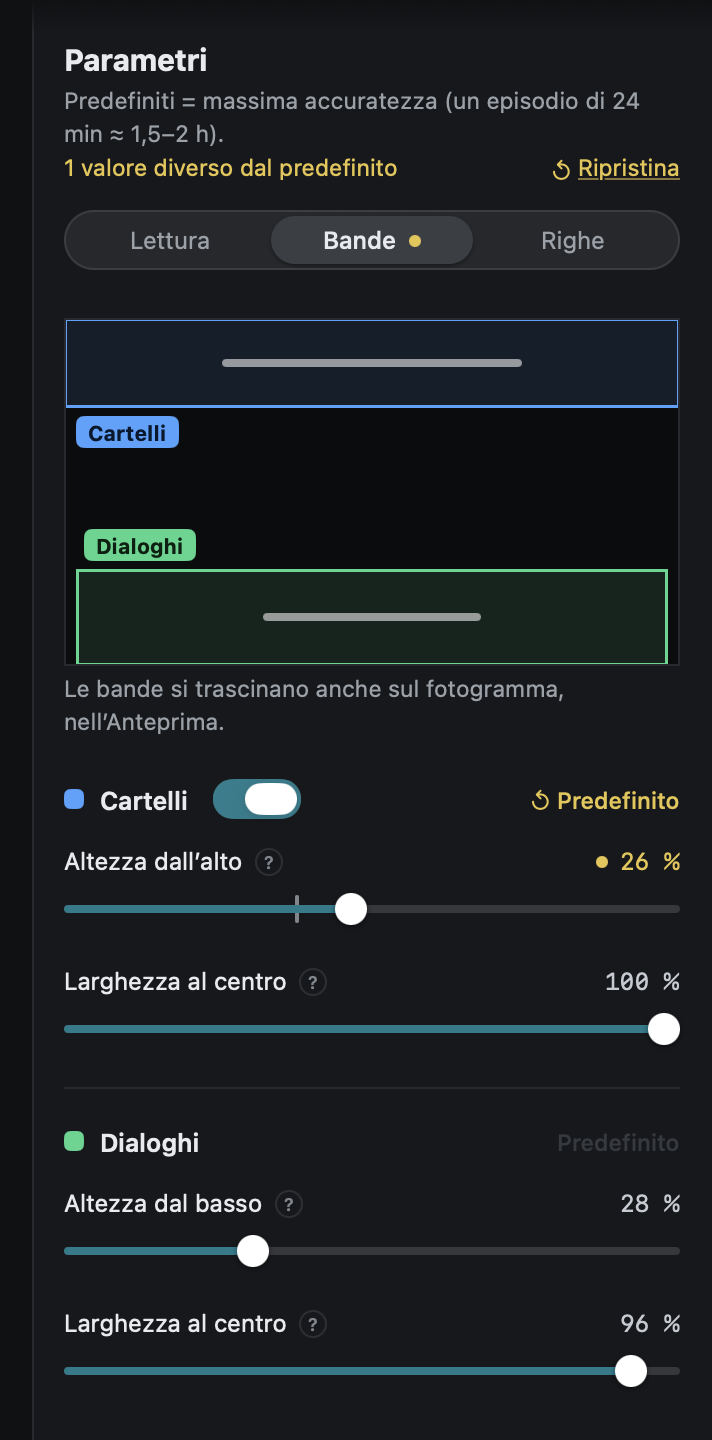 Parametri
Predefiniti = massima accuratezza (un episodio di 24
min ≈ 1,5–2 h).
1 valore diverso dal predefinito
Ripristina
Lettura
Bande
Righe
Cartelli
Dialoghi
Le bande si trascinano anche sul fotogramma,
nell’Anteprima.
Cartelli
Predefinito
Altezza dall’alto ?
26 %
Larghezza al centro ?
100 %
Dialoghi
Predefinito
Altezza dal basso ?
28 %
Larghezza al centro ?
96 %